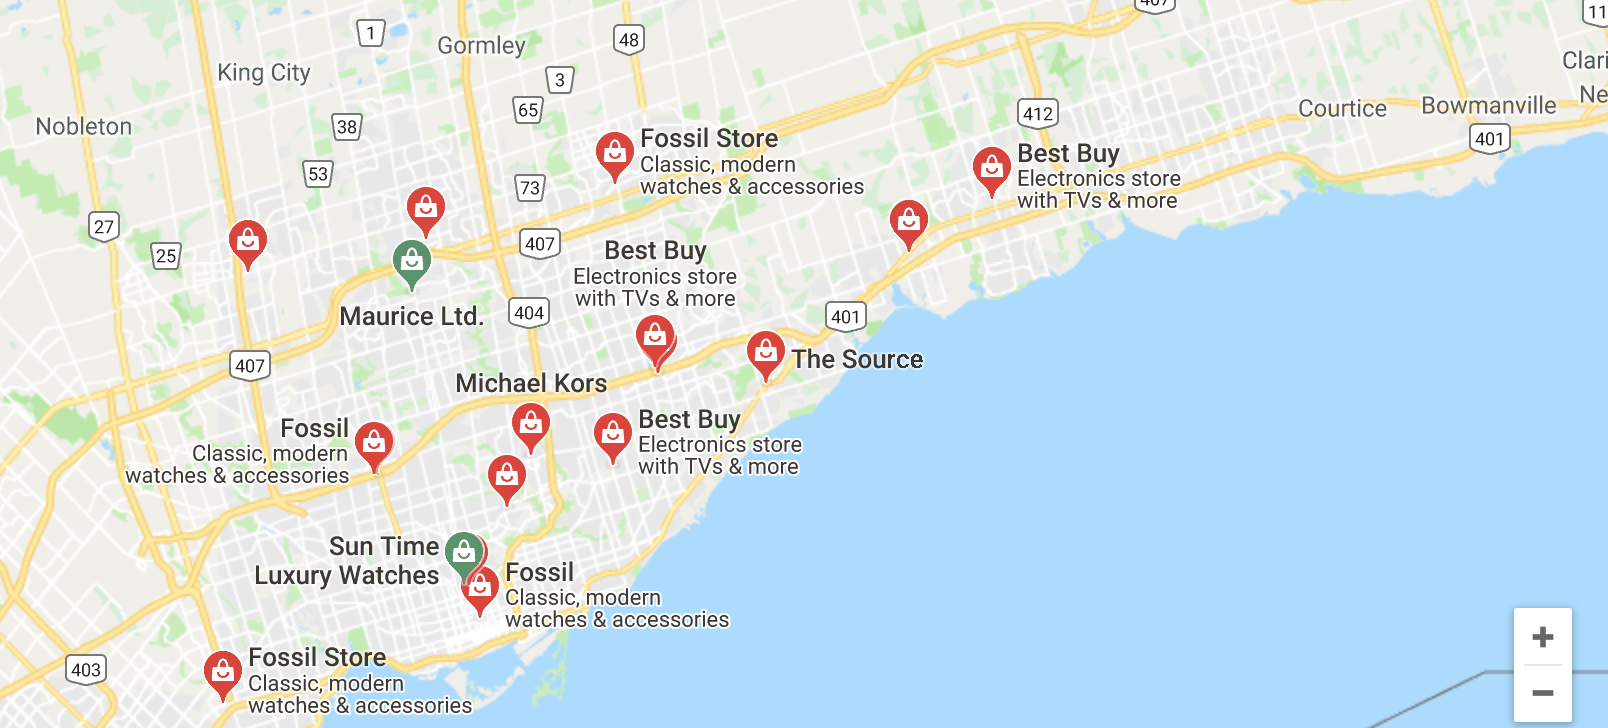 407
11
1
Gormley
48
King City
3
Clari
Ne
65
412
Courtice
Bowmanville
Nobleton
38
Fossil Store
Classic, modern
watches & accessories
401
Best Buy
Electronics store
with TVs & more
53
73
27
25
407
Best Buy
Electronics store
with TVs & more
Maurice Ltd.
404
401
407
The Source
Michael Kors
Fossil
Classic, modern
watches & accessories
Best Buy
Electronics store
with TVs & more
Sun Time
Luxury Watches
Fossil
Classic, modern
watches & accessories
403
Fossil Store
Classic, modern
watches & accessories
+
−